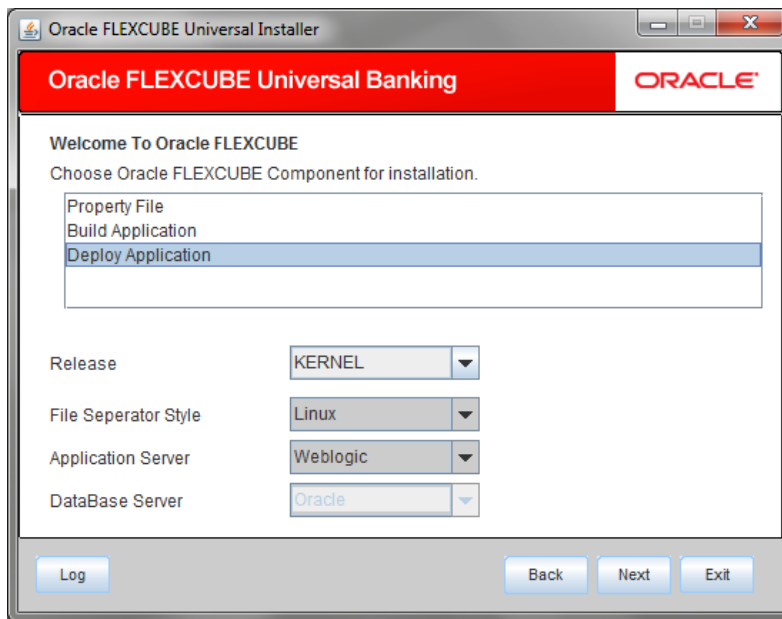 Oracle FLEXCUBE Universal Installer
Oracle FLEXCUBE Universal Banking
ORACLE
Welcome To Oracle FLEXCUBE
Choose Oracle FLEXCUBE Component for installation.
Property File
Build Application
Deploy Application
Release KERNEL
File Seperator Style Linux
Application Server Weblogic
DataBase Server Oracle
Log Back Next Exit